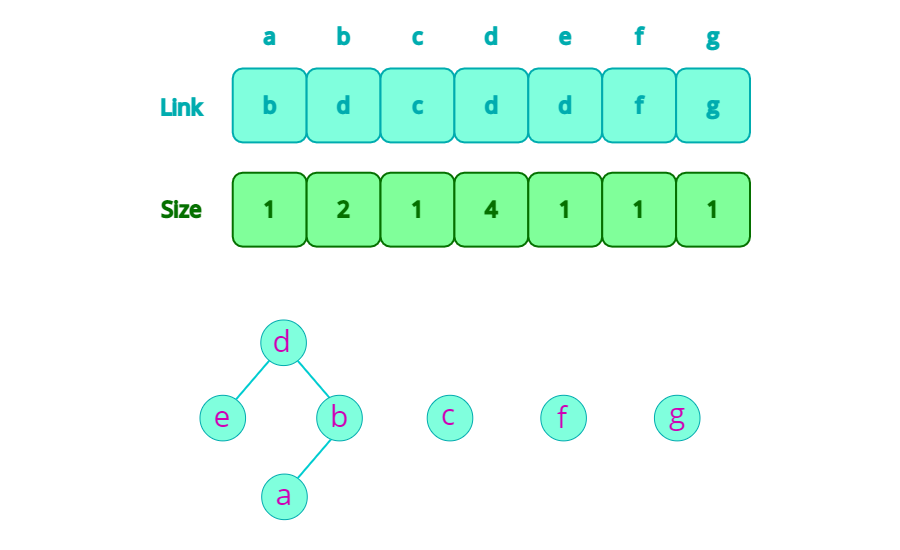 a b c d e f g
Link b d c d d f g
Size 1 2 1 4 1 1 1
d
e b c f g
a